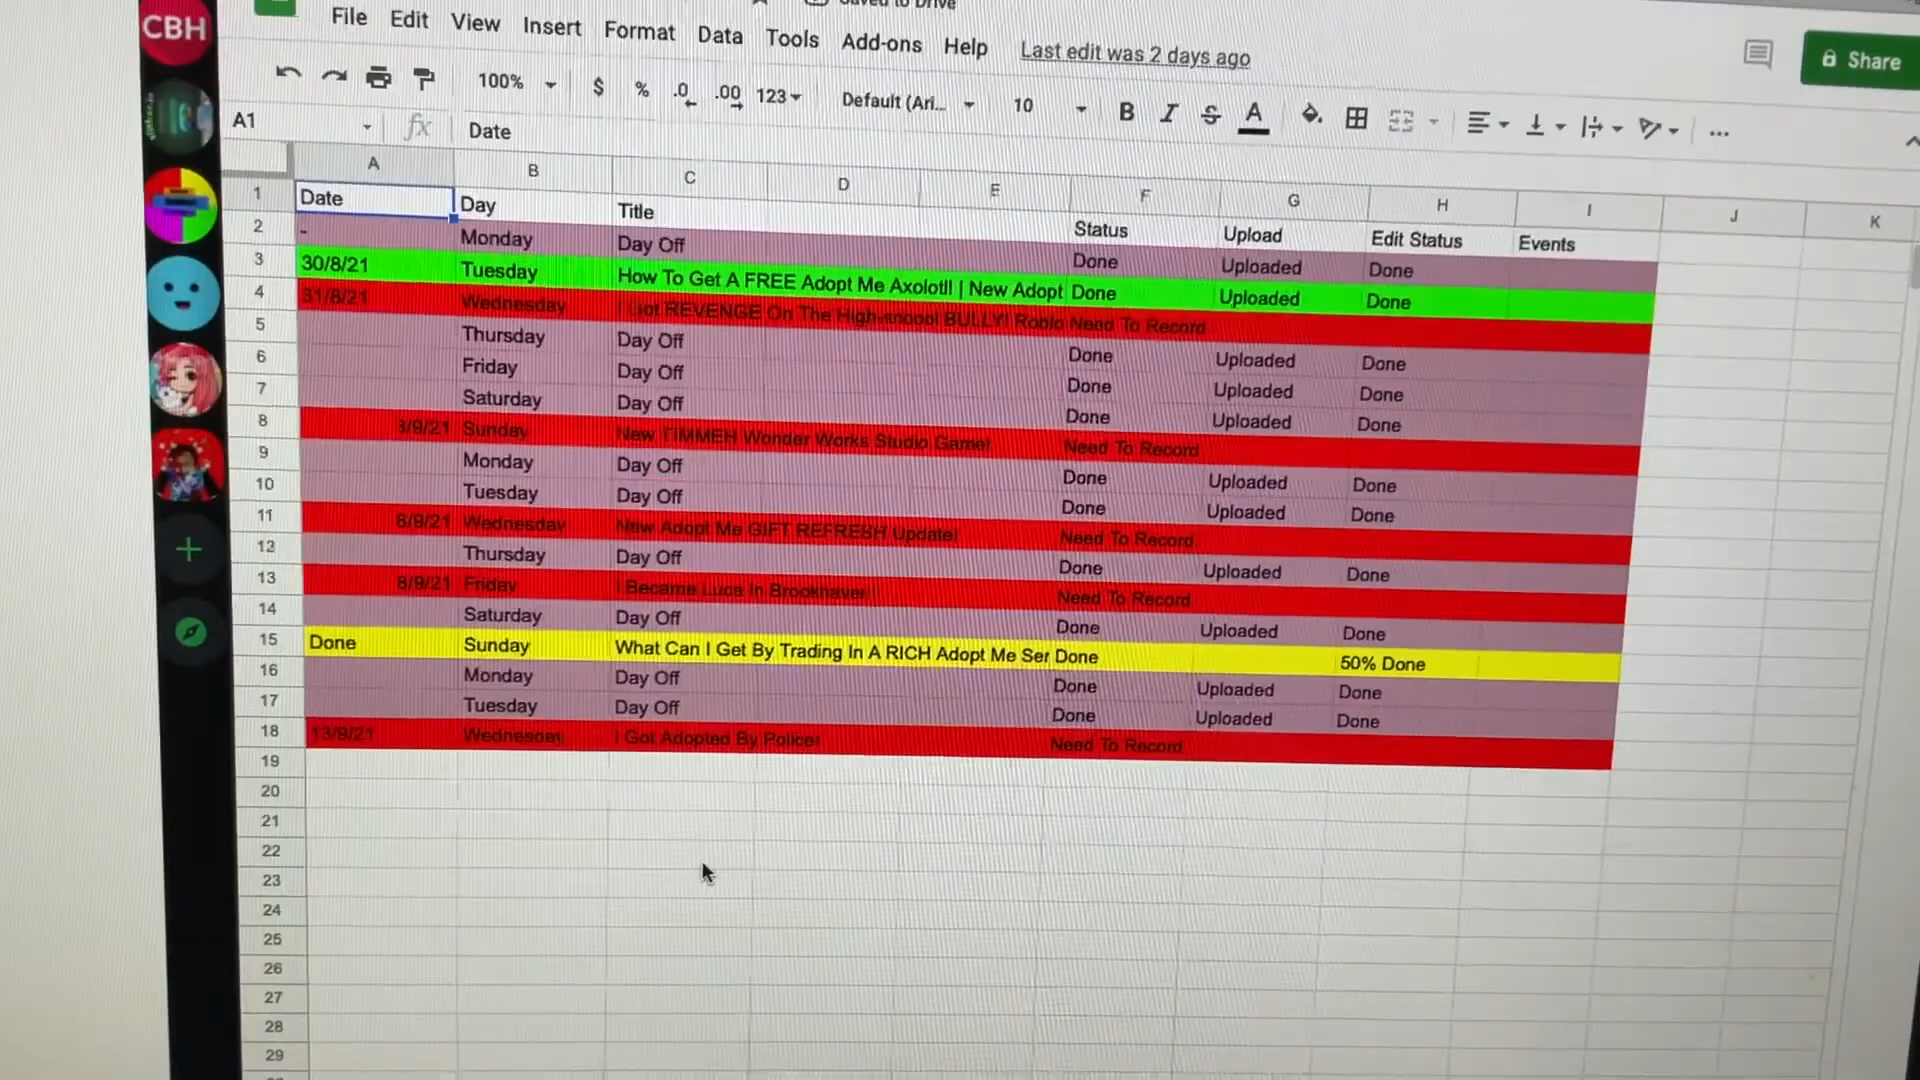 Saved to Drive
CBH
File Edit View Insert Format Data Tools Add-ons Help Last edit was 2 days ago
Share
100% $ % .0 .00 123 Default (Ari... 10 B I S A
A1 fx Date
A B C D E F G H I J K
1 Date Day Title Status Upload Edit Status Events
2 - Monday Day Off Done Uploaded Done
3 30/8/21 Tuesday How To Get A FREE Adopt Me Axolotl! | New Adopt Done Uploaded Done
4 31/8/21 Wednesday I Got REVENGE On The High-school BULLY! Roblo Need To Record
5 Thursday Day Off Done Uploaded Done
6 Friday Day Off Done Uploaded Done
7 Saturday Day Off Done Uploaded Done
8 3/9/21 Sunday New TIMMEH Wonder Works Studio Game! Need To Record
9 Monday Day Off Done Uploaded Done
10 Tuesday Day Off Done Uploaded Done
11 6/9/21 Wednesday New Adopt Me GIFT REFRESH Update! Need To Record
12 Thursday Day Off Done Uploaded Done
13 8/9/21 Friday I Became Luca In Brookhaven!! Need To Record
14 Saturday Day Off Done Uploaded Done
15 Done Sunday What Can I Get By Trading In A RICH Adopt Me Ser Done 50% Done
16 Monday Day Off Done Uploaded Done
17 Tuesday Day Off Done Uploaded Done
18 13/9/21 Wednesday I Got Adopted By Police! Need To Record
19
20
21
22
23
24
25
26
27
28
29